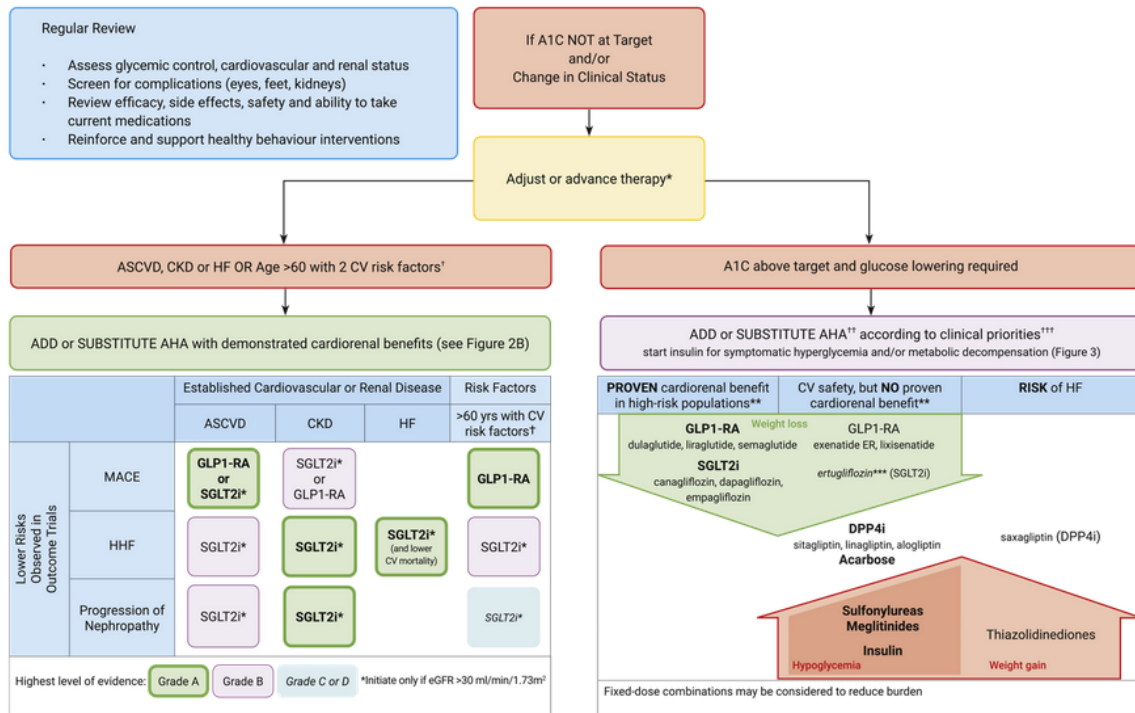 Regular Review
· Assess glycemic control, cardiovascular and renal status
· Screen for complications (eyes, feet, kidneys)
· Review efficacy, side effects, safety and ability to take
current medications
· Reinforce and support healthy behaviour interventions
If A1C NOT at Target
and/or
Change in Clinical Status
Adjust or advance therapy*
ASCVD, CKD or HF OR Age >60 with 2 CV risk factors†
ADD or SUBSTITUTE AHA with demonstrated cardiorenal benefits (see Figure 2B)
Established Cardiovascular or Renal Disease
Risk Factors
ASCVD
CKD
HF
>60 yrs with CV
risk factors†
Lower Risks
Observed in
Outcome Trials
MACE
GLP1-RA
or
SGLT2i*
SGLT2i*
or
GLP1-RA
GLP1-RA
HHF
SGLT2i*
SGLT2i*
SGLT2i*
(and lower
CV mortality)
SGLT2i*
Progression of
Nephropathy
SGLT2i*
SGLT2i*
SGLT2i*
Highest level of evidence:
Grade A
Grade B
Grade C or D
*Initiate only if eGFR >30 ml/min/1.73m²
A1C above target and glucose lowering required
ADD or SUBSTITUTE AHA†† according to clinical priorities†††
start insulin for symptomatic hyperglycemia and/or metabolic decompensation (Figure 3)
PROVEN cardiorenal benefit
in high-risk populations**
CV safety, but NO proven
cardiorenal benefit**
RISK of HF
Weight loss
GLP1-RA
dulaglutide, liraglutide, semaglutide
SGLT2i
canagliflozin, dapagliflozin,
empagliflozin
GLP1-RA
exenatide ER, lixisenatide
ertugliflozin*** (SGLT2i)
DPP4i
sitagliptin, linagliptin, alogliptin
Acarbose
saxagliptin (DPP4i)
Sulfonylureas
Meglitinides
Insulin
Hypoglycemia
Thiazolidinediones
Weight gain
Fixed-dose combinations may be considered to reduce burden